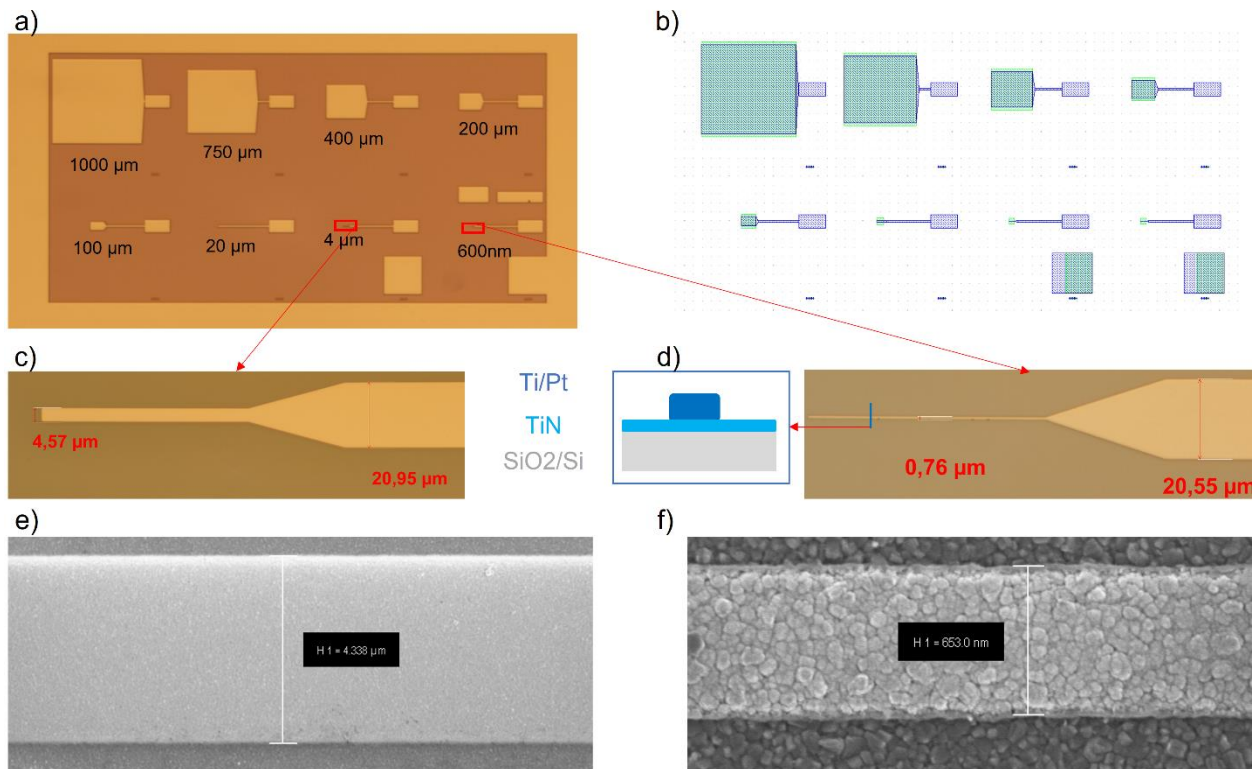 a)
b)
1000 µm
750 µm
400 µm
200 µm
100 µm
20 µm
4 µm
600nm
c)
d)
4,57 µm
20,95 µm
Ti/Pt
TiN
SiO2/Si
0,76 µm
20,55 µm
e)
f)
H 1 = 4.338 µm
H 1 = 653.0 nm